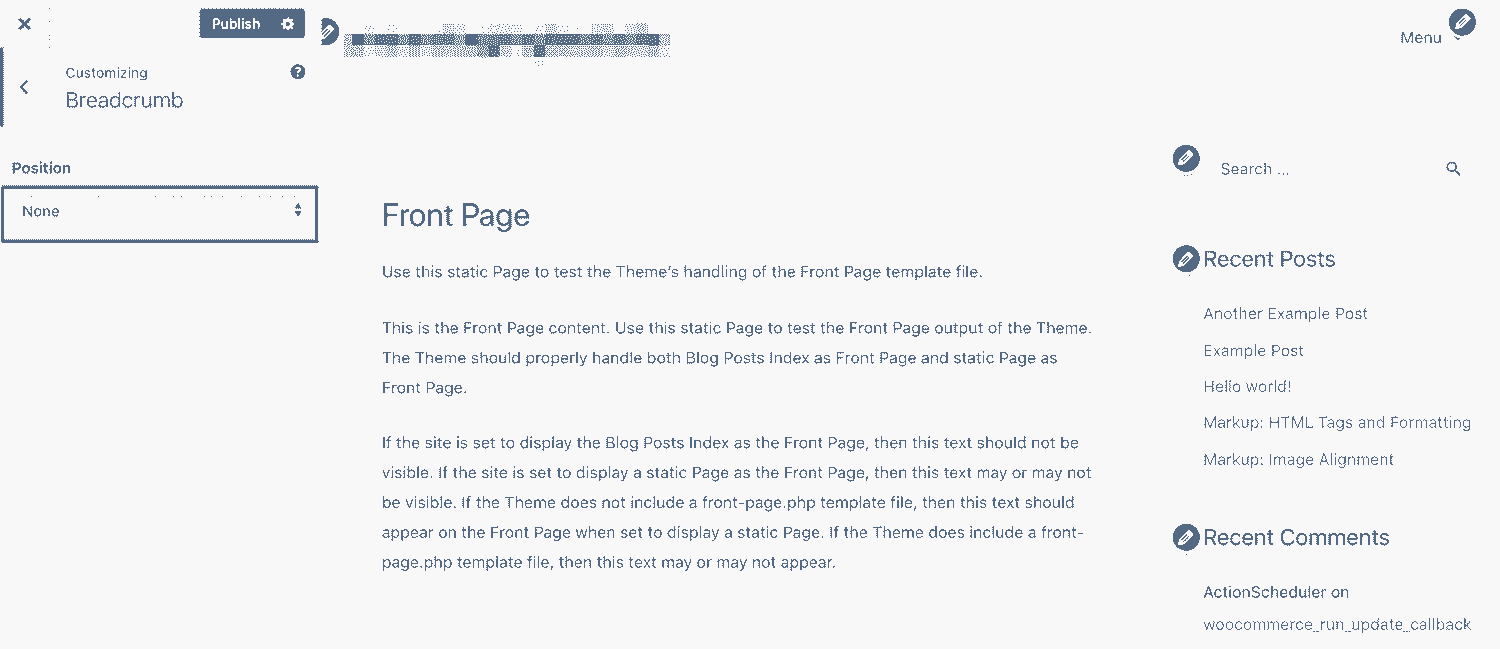 Publish
Customizing
Breadcrumb
Position
None
Menu
Front Page
Use this static Page to test the Theme's handling of the Front Page template file.
This is the Front Page content. Use this static Page to test the Front Page output of the Theme.
The Theme should properly handle both Blog Posts Index as Front Page and static Page as
Front Page.
If the site is set to display the Blog Posts Index as the Front Page, then this text should not be
visible. If the site is set to display a static Page as the Front Page, then this text may or may not
be visible. If the Theme does not include a front-page.php template file, then this text should
appear on the Front Page when set to display a static Page. If the Theme does include a front-
page.php template file, then this text may or may not appear.
Search ...
Recent Posts
Another Example Post
Example Post
Hello world!
Markup: HTML Tags and Formatting
Markup: Image Alignment
Recent Comments
ActionScheduler on
woocommerce_run_update_callback